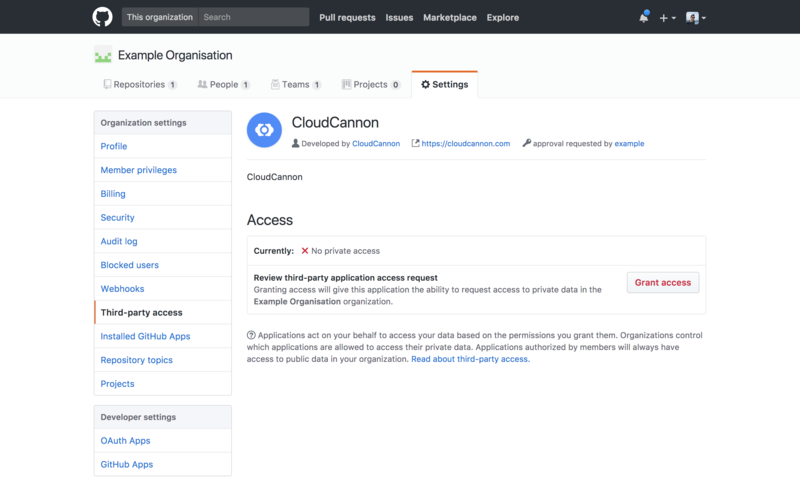 This organization Search Pull requests Issues Marketplace Explore
Example Organisation
Repositories 1 People 1 Teams 1 Projects 0 Settings
Organization settings
Profile
Member privileges
Billing
Security
Audit log
Blocked users
Webhooks
Third-party access
Installed GitHub Apps
Repository topics
Projects
Developer settings
OAuth Apps
GitHub Apps
CloudCannon
Developed by CloudCannon https://cloudcannon.com approval requested by example
CloudCannon
Access
Currently: No private access
Review third-party application access request
Granting access will give this application the ability to request access to private data in the
Example Organisation organization.
Grant access
Applications act on your behalf to access your data based on the permissions you grant them. Organizations control
which applications are allowed to access their private data. Applications authorized by members will always have
access to public data in your organization. Read about third-party access.